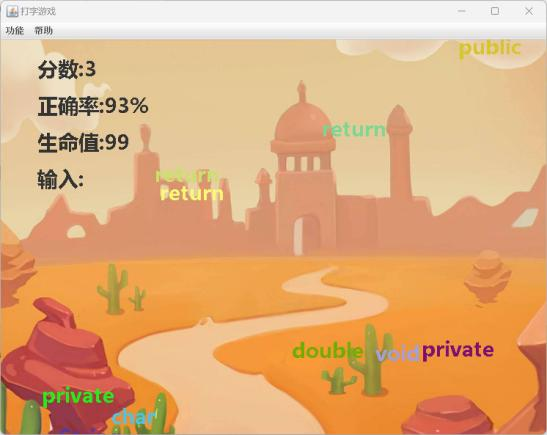 打字游戏
功能 帮助
public
分数:3
正确率:93%
return
生命值:99
return
输入:
return
double
void
private
private
char